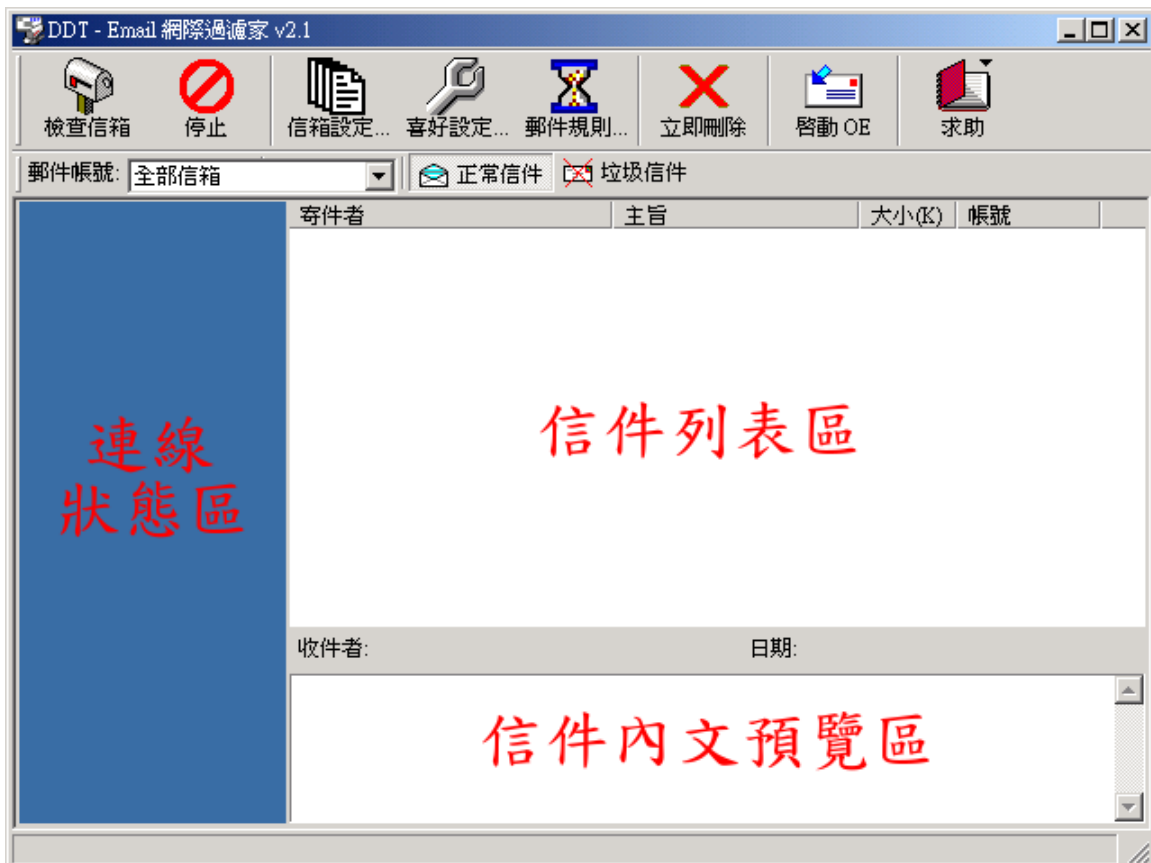 DDT - Email 網際過濾家 v2.1
檢查信箱 停止 信箱設定... 喜好設定... 郵件規則... 立即刪除 啓動 OE 求助
郵件帳號: 全部信箱 正常信件 垃圾信件
寄件者 主旨 大小(K) 帳號
信件列表區
連線
狀態區
收件者: 日期:
信件內文預覽區